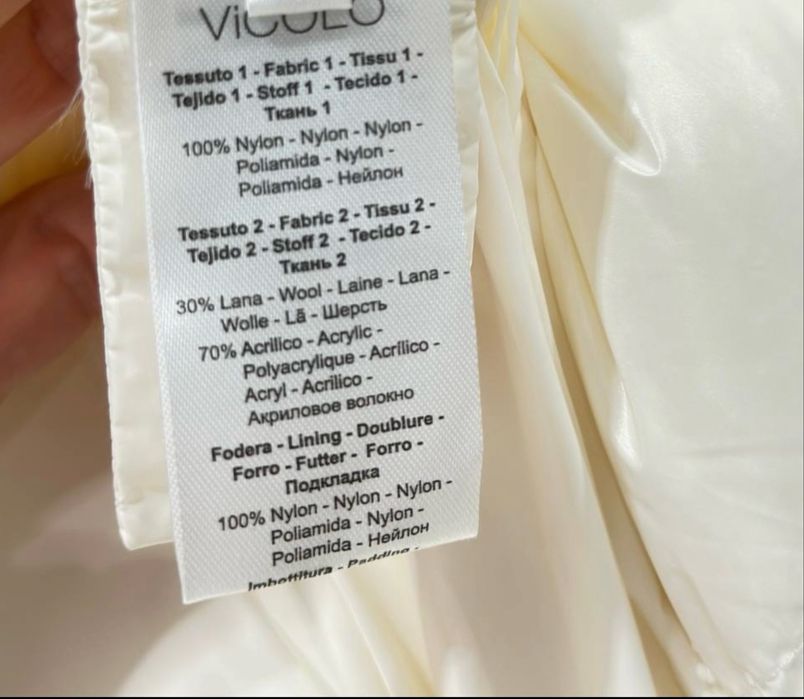 ViCOLO
Tessuto 1 - Fabric 1 - Tissu 1 -
Tejido 1 - Stoff 1 - Tecido 1 -
Ткань 1
100% Nylon - Nylon - Nylon -
Poliamida - Nylon -
Poliamida - Нейлон
Tessuto 2 - Fabric 2 - Tissu 2 -
Tejido 2 - Stoff 2 - Tecido 2 -
Ткань 2
30% Lana - Wool - Laine - Lana -
Wolle - Lã - Шерсть
70% Acrilico - Acrylic -
Polyacrylique - Acrílico -
Acryl - Acrilico -
Акриловое волокно
Fodera - Lining - Doublure -
Forro - Futter - Forro -
Подкладка
100% Nylon - Nylon - Nylon -
Poliamida - Nylon -
Poliamida - Нейлон
Imbottitura - Padding -